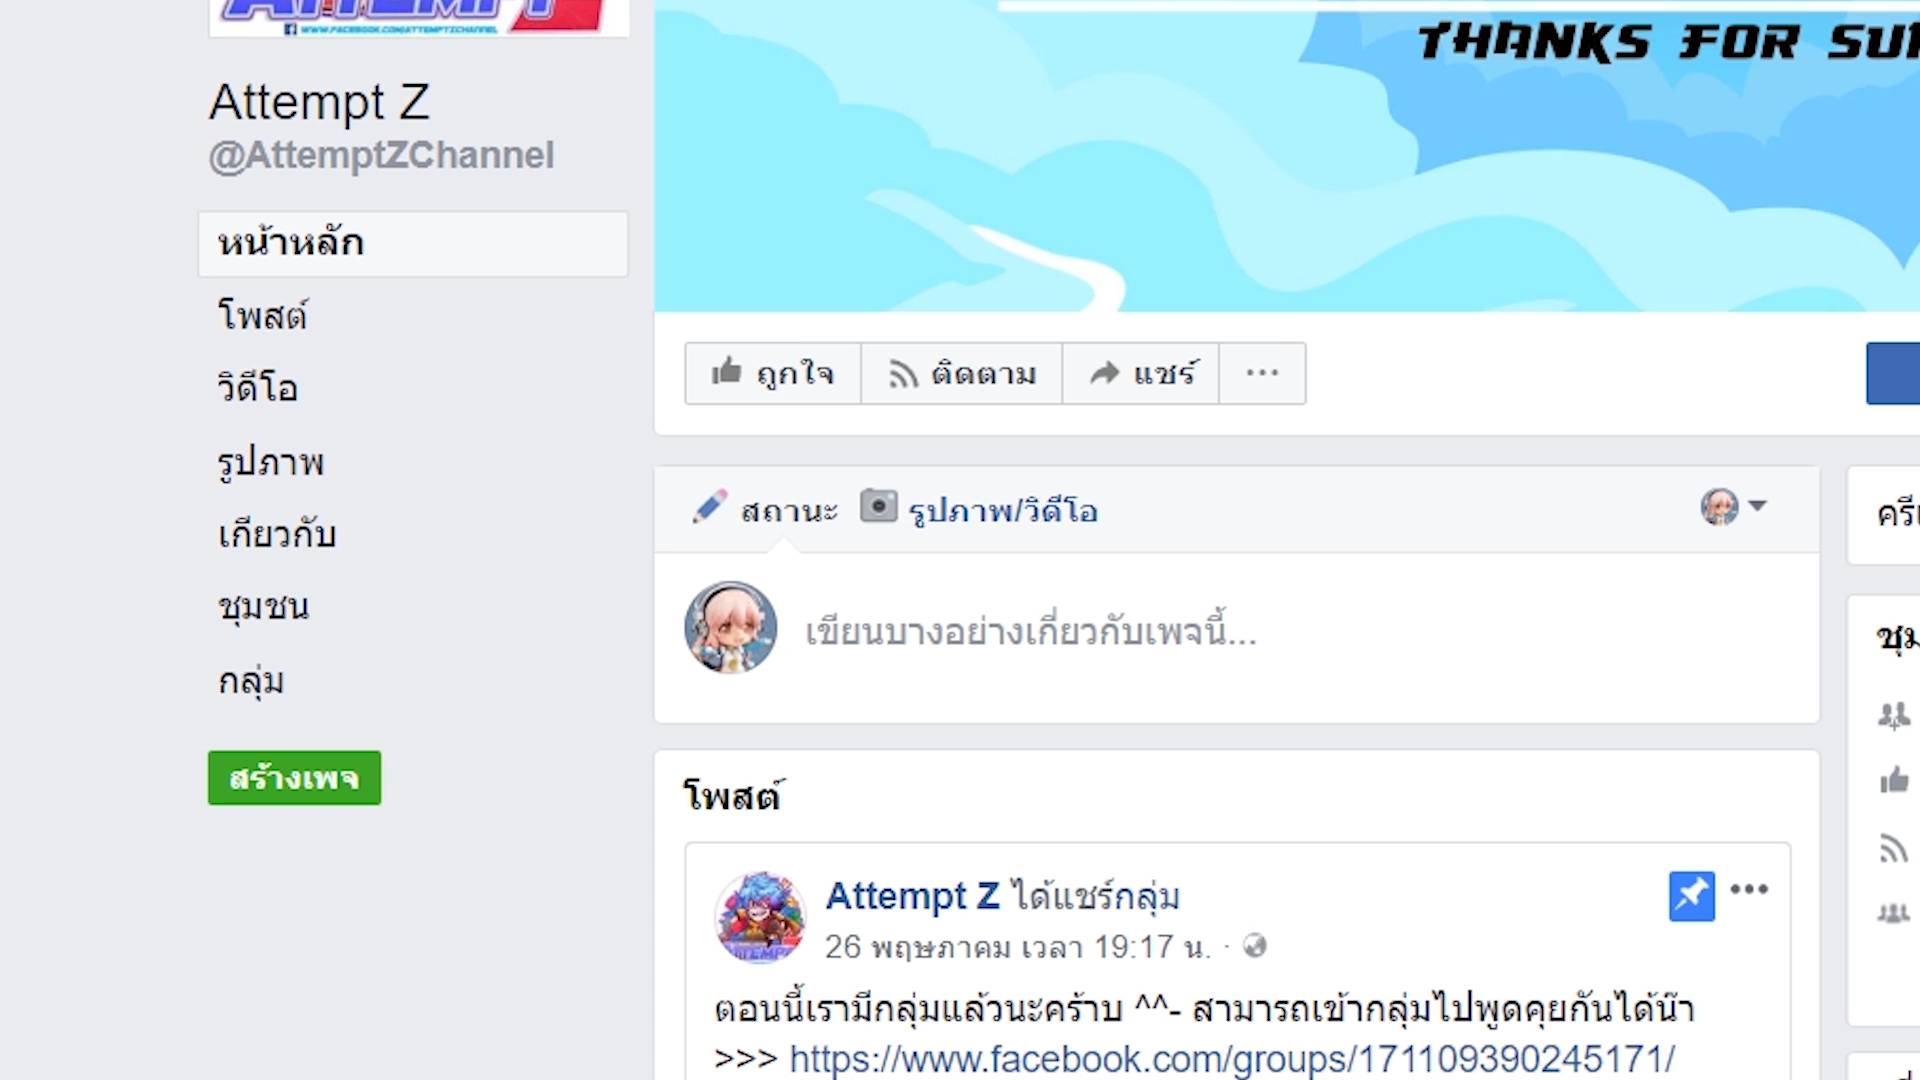 ATTEMPT Z
WWW.FACEBOOK.COM/ATTEMPTZCHANNEL
THANKS FOR
Attempt Z
@AttemptZChannel
หน้าหลัก
โพสต์
วิดีโอ
รูปภาพ
เกี่ยวกับ
ชุมชน
กลุ่ม
สร้างเพจ
ถูกใจ ติดตาม แชร์ ...
สถานะ รูปภาพ/วิดีโอ
เขียนบางอย่างเกี่ยวกับเพจนี้...
โพสต์
Attempt Z ได้แชร์กลุ่ม
26 พฤษภาคม เวลา 19:17 น. ·
ตอนนี้เรามีกลุ่มแล้วนะคร้าบ ^^- สามารถเข้ากลุ่มไปพูดคุยกันได้น๊า
>>> https://www.facebook.com/groups/171109390245171/